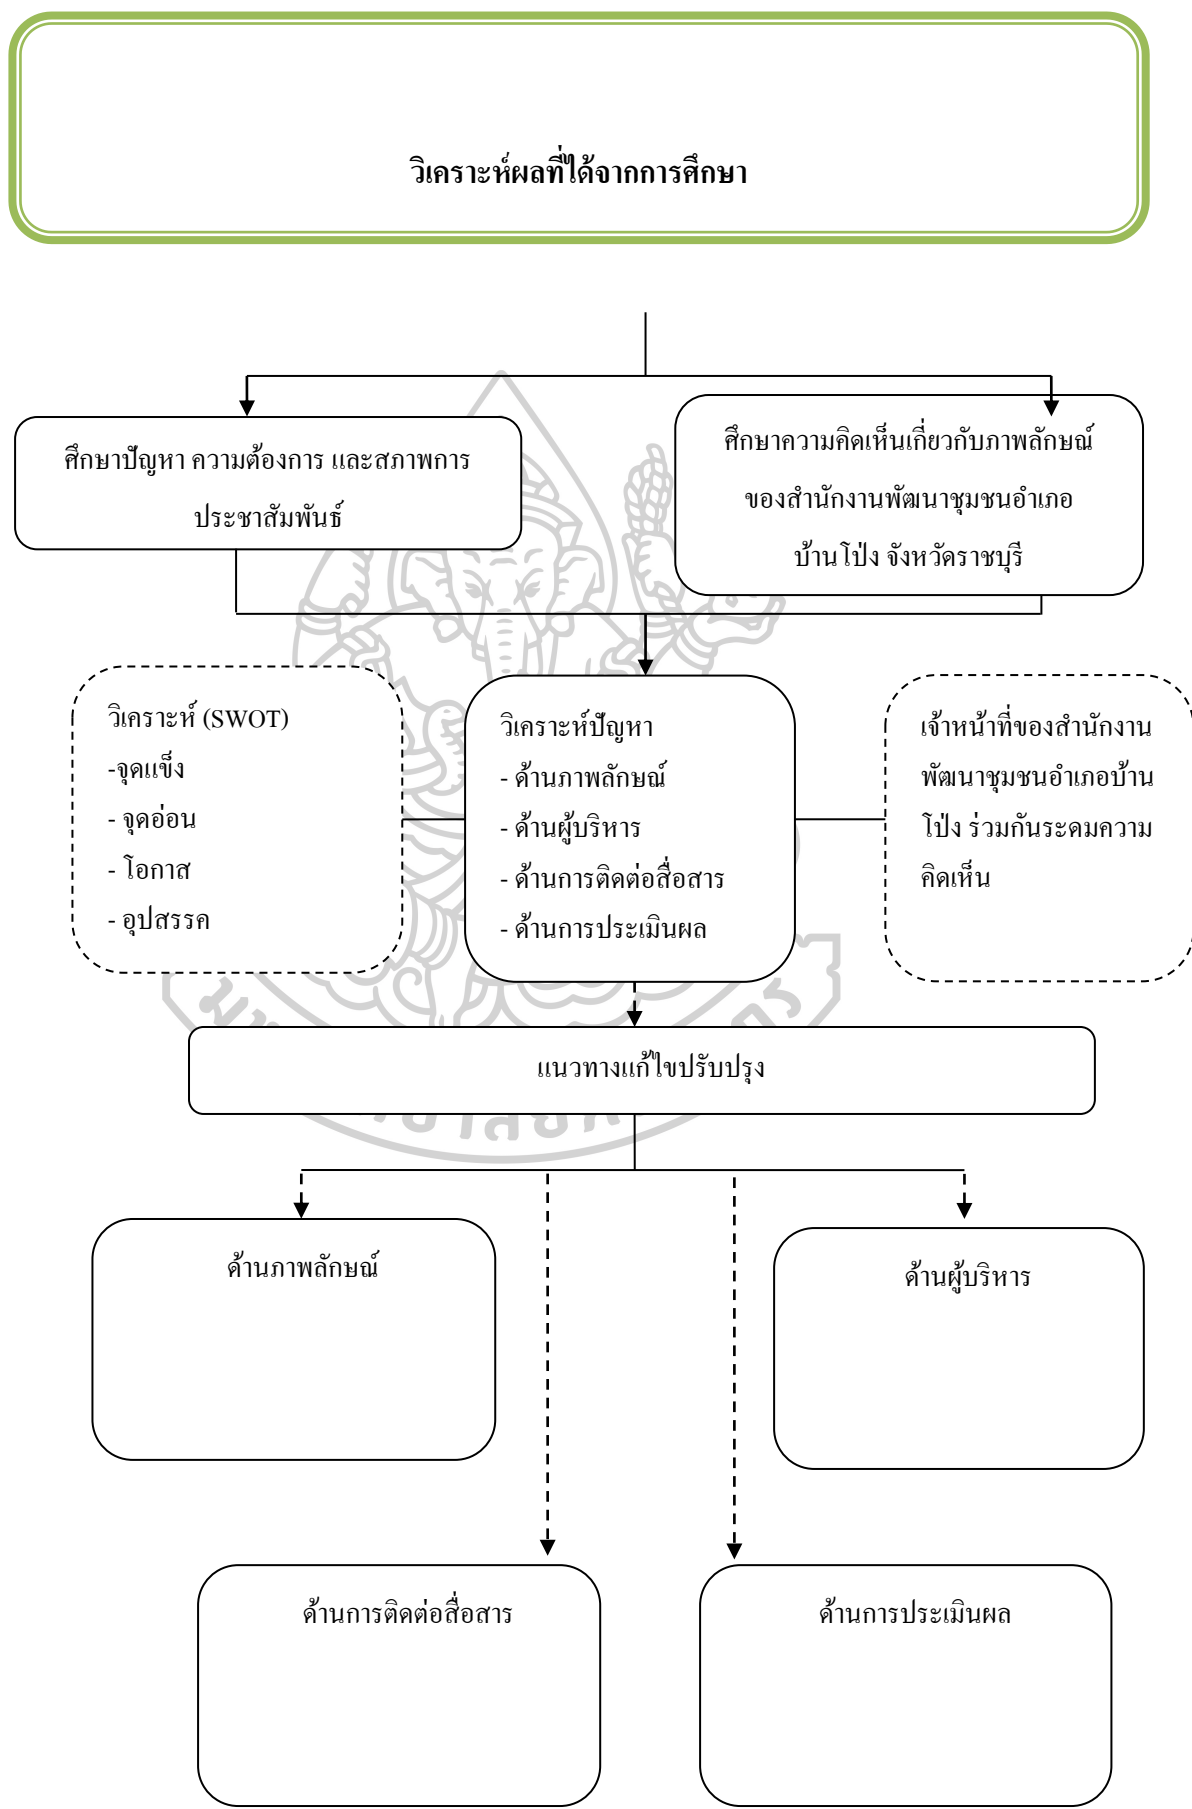 วิเคราะห์ผลที่ได้จากการศึกษา
ศึกษาปัญหา ความต้องการ และสภาพการ
ประชาสัมพันธ์
ศึกษาความคิดเห็นเกี่ยวกับภาพลักษณ์
ของสำนักงานพัฒนาชุมชนอำเภอ
บ้านโป่ง จังหวัดราชบุรี
วิเคราะห์ (SWOT)
-จุดแข็ง
- จุดอ่อน
- โอกาส
- อุปสรรค
วิเคราะห์ปัญหา
- ด้านภาพลักษณ์
- ด้านผู้บริหาร
- ด้านการติดต่อสื่อสาร
- ด้านการประเมินผล
เจ้าหน้าที่ของสำนักงาน
พัฒนาชุมชนอำเภอบ้าน
โป่ง ร่วมกันระดมความ
คิดเห็น
แนวทางแก้ไขปรับปรุง
ด้านภาพลักษณ์
ด้านผู้บริหาร
ด้านการติดต่อสื่อสาร
ด้านการประเมินผล